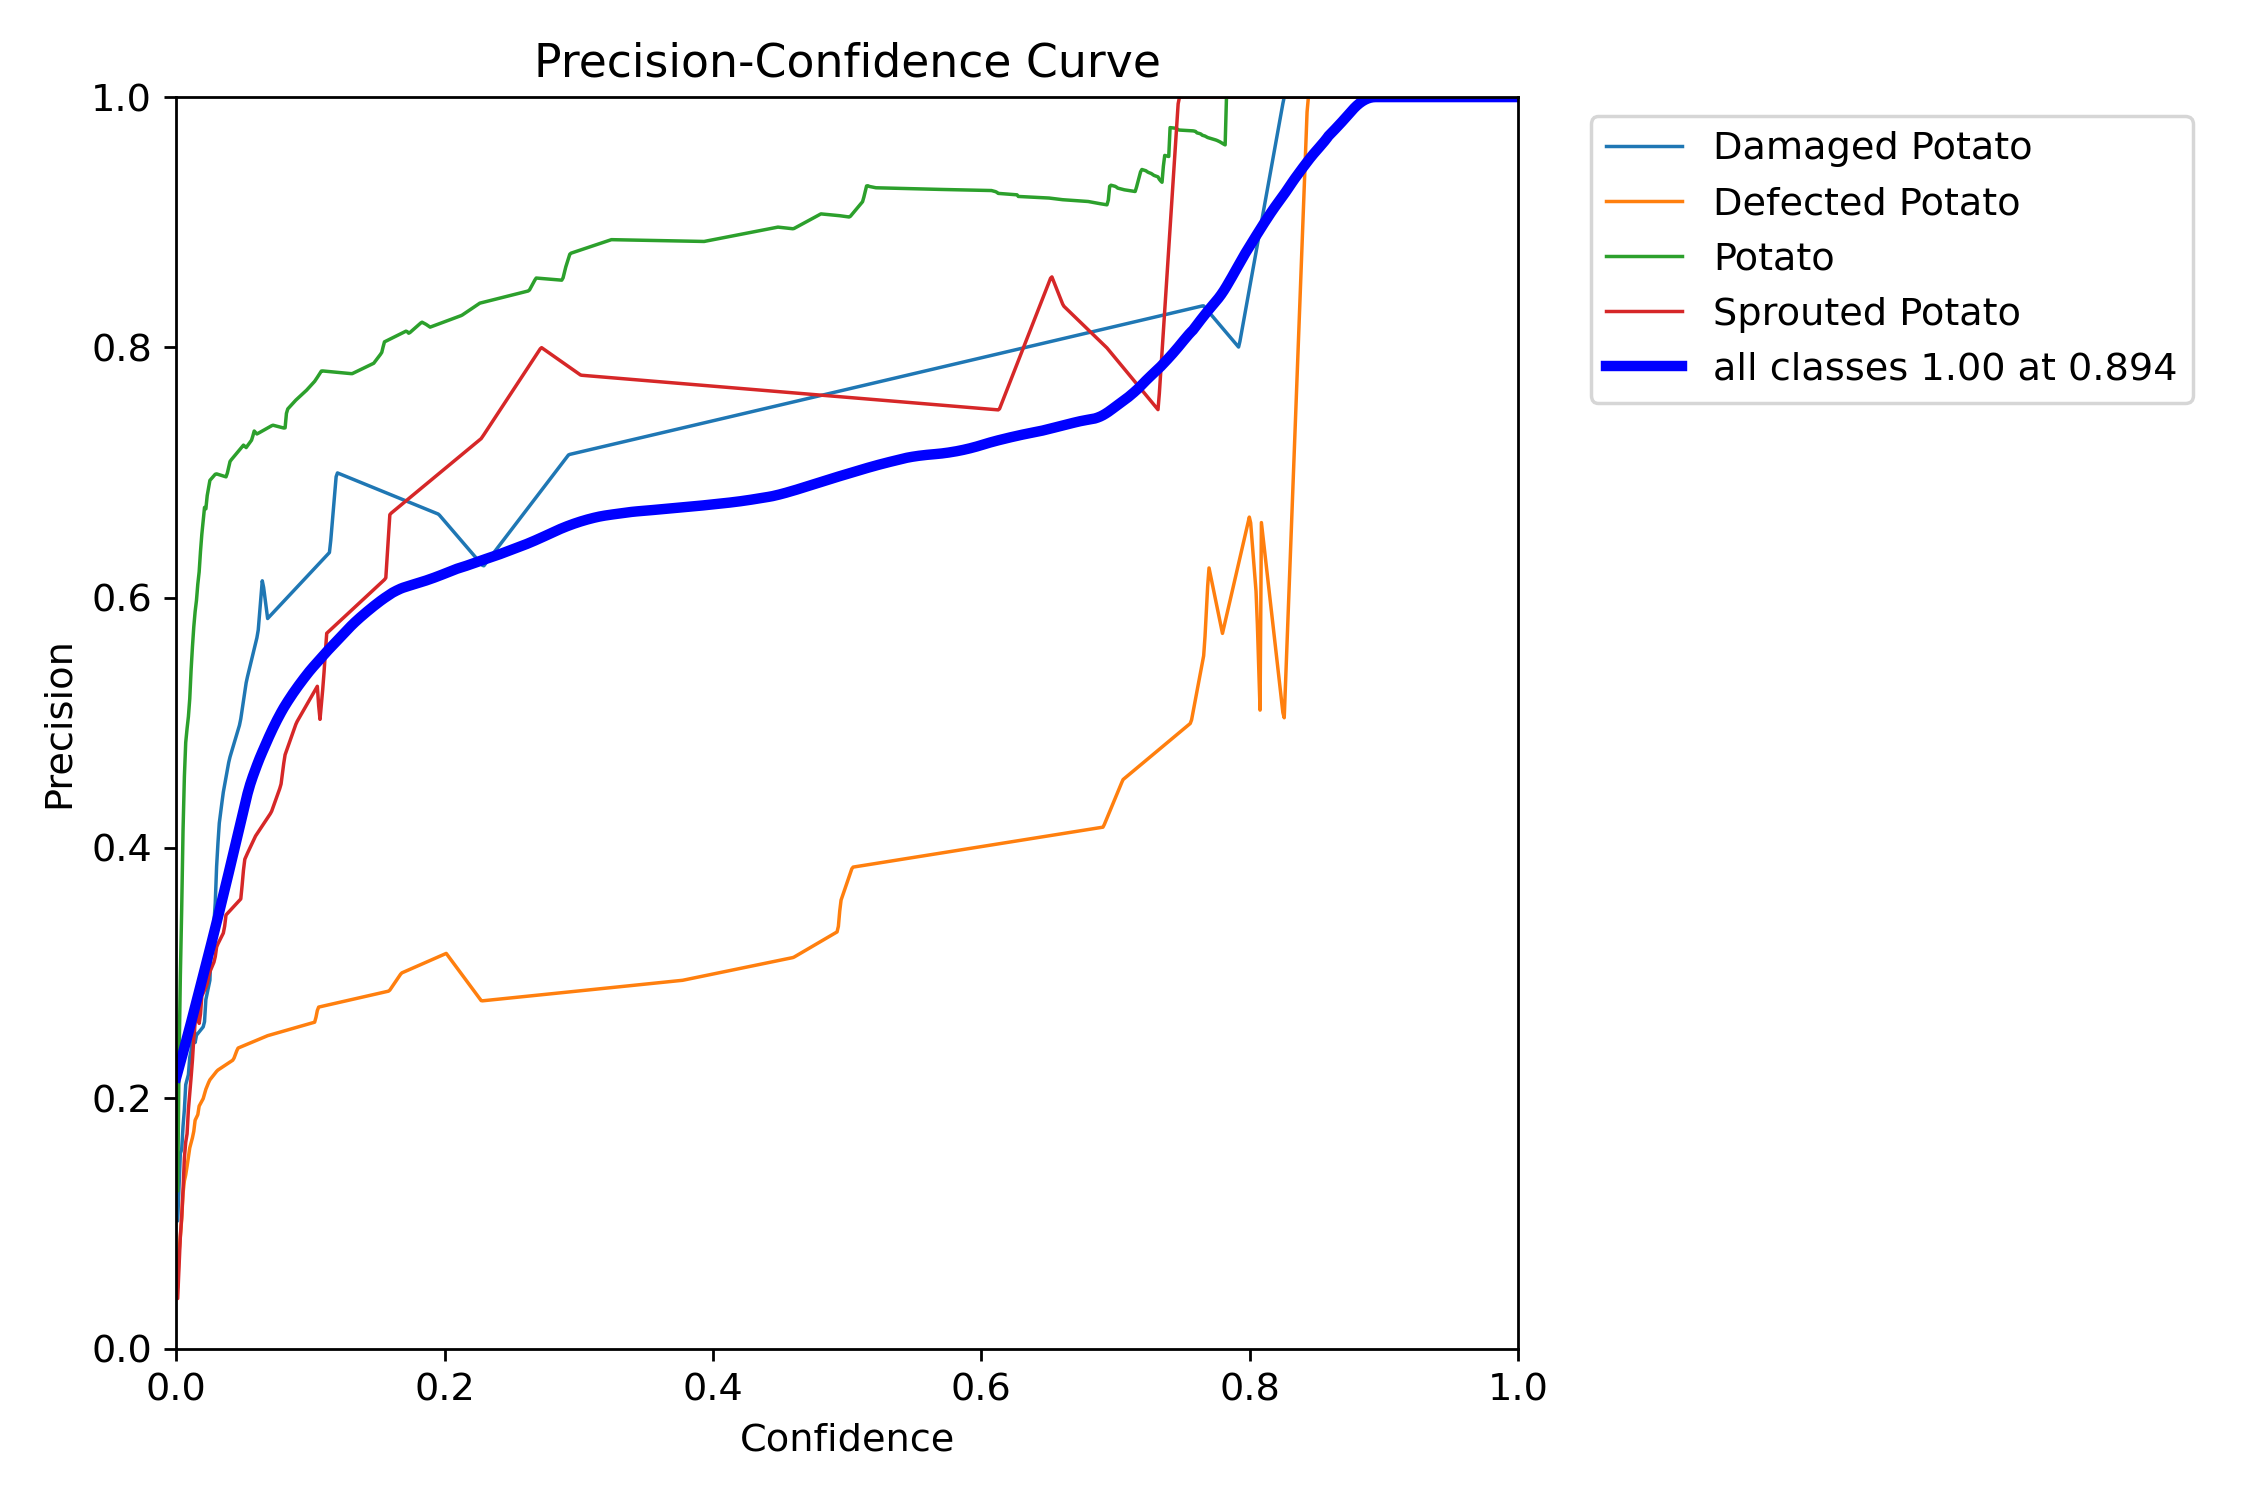 Precision-Confidence Curve
1.0
0.8
0.6
0.4
0.2
0.0
Precision
0.0 0.2 0.4 0.6 0.8 1.0
Confidence
Damaged Potato
Defected Potato
Potato
Sprouted Potato
all classes 1.00 at 0.894